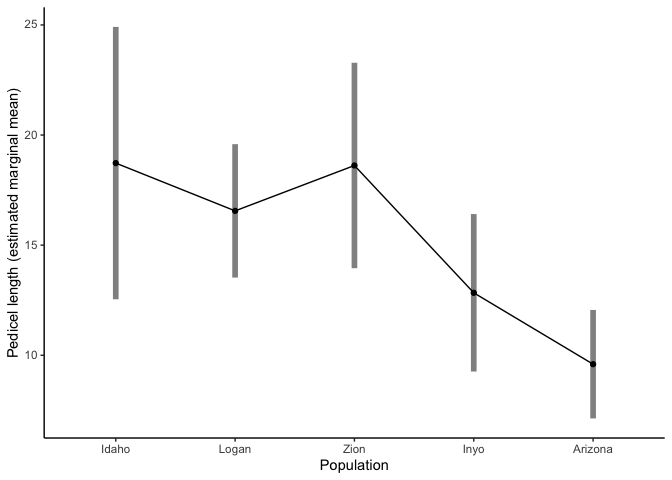 25
20
15
10
Pedicel length (estimated marginal mean)
Idaho Logan Zion Inyo Arizona
Population